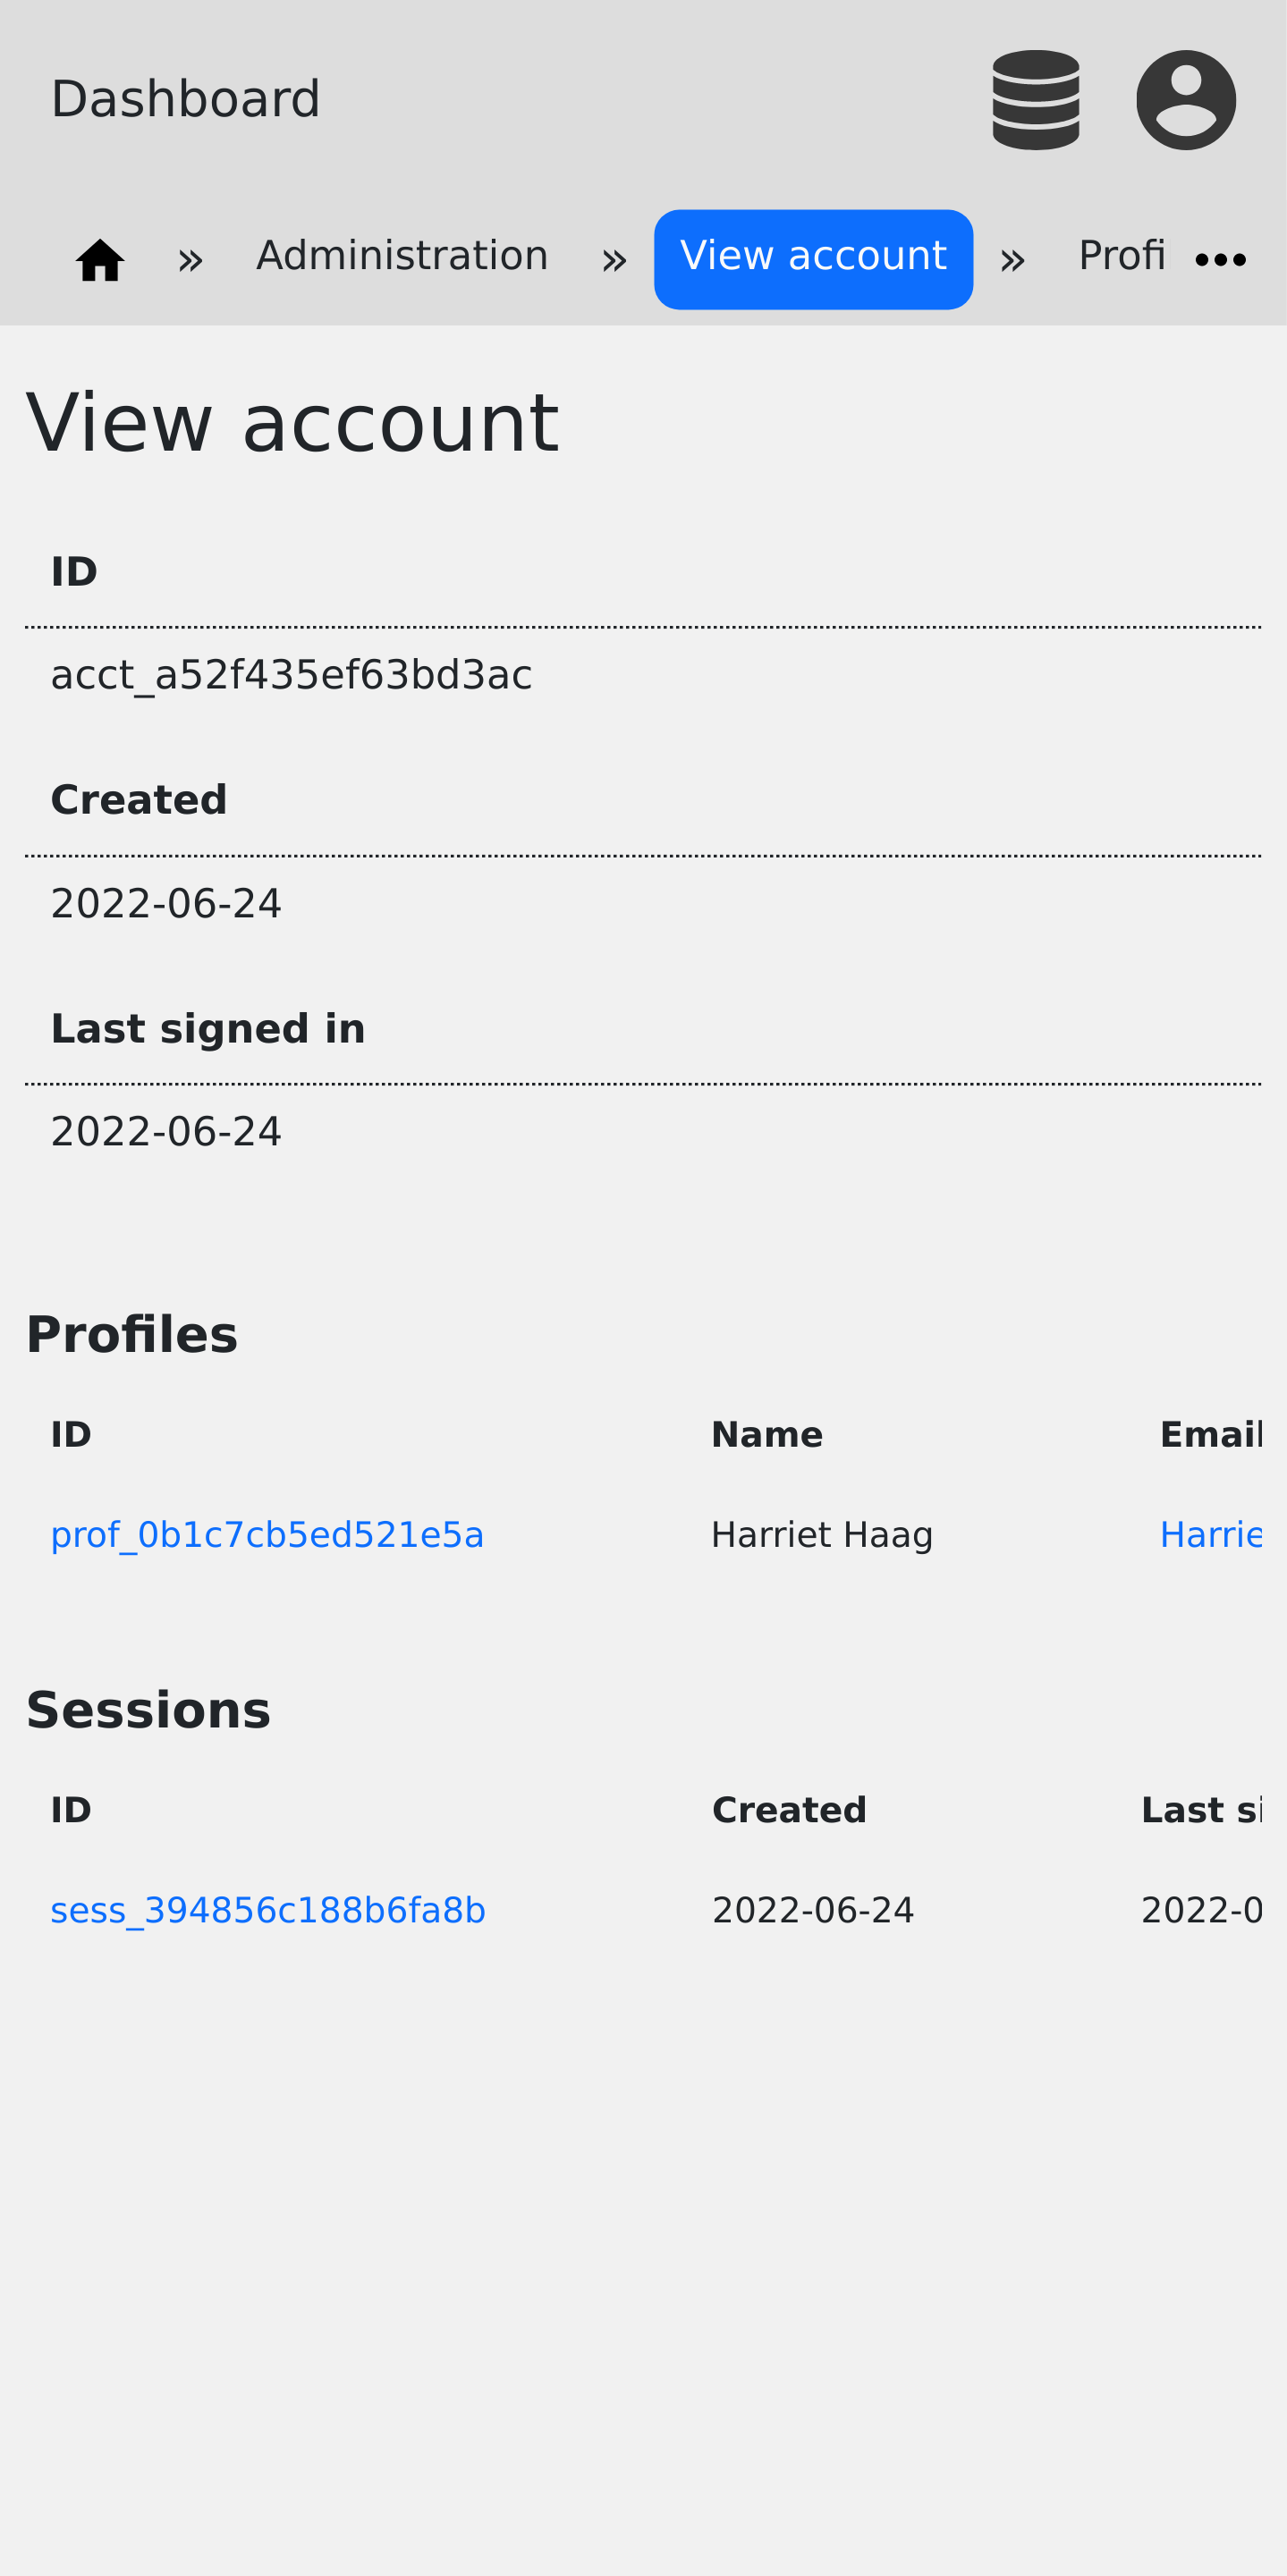 Dashboard
» Administration » View account » Profi
View account
ID
acct_a52f435ef63bd3ac
Created
2022-06-24
Last signed in
2022-06-24
Profiles
ID Name Email
prof_0b1c7cb5ed521e5a Harriet Haag Harrie
Sessions
ID Created Last si
sess_394856c188b6fa8b 2022-06-24 2022-0